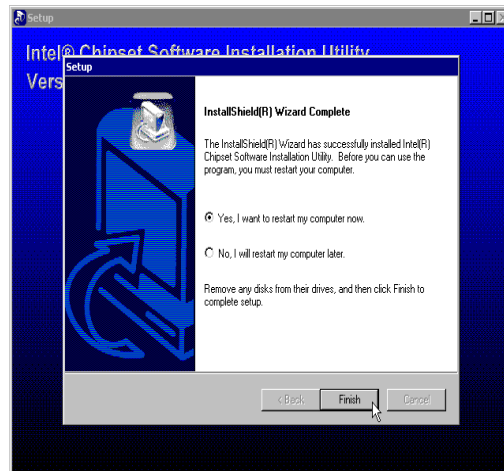 Setup
Intel® Chipset Software Installation Utility
Vers
Setup
InstallShield(R) Wizard Complete
The InstallShield(R) Wizard has successfully installed Intel(R)
Chipset Software Installation Utility. Before you can use the
program, you must restart your computer.
Yes, I want to restart my computer now.
No, I will restart my computer later.
Remove any disks from their drives, and then click Finish to
complete setup.
< Back
Finish
Cancel